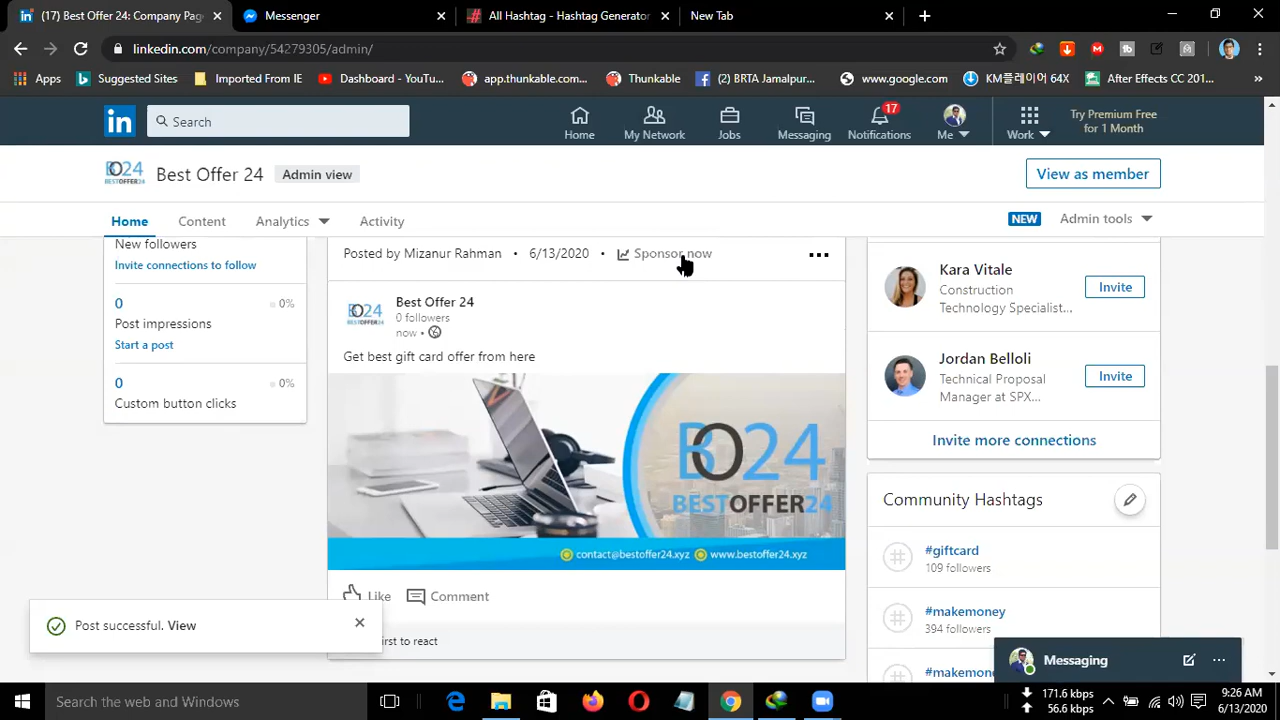 (17) Best Offer 24: Company Pag
Messenger
All Hashtag - Hashtag Generator
New Tab
linkedin.com/company/54279305/admin/
Apps
Suggested Sites
Imported From IE
Dashboard - YouTu...
app.thunkable.com...
Thunkable
(2) BRTA Jamalpur...
www.google.com
KM플레이어 64X
After Effects CC 201...
in
Search
Home
My Network
Jobs
Messaging
17
Notifications
Me
Work
Try Premium Free
for 1 Month
BO24
BESTOFFER24
Best Offer 24
Admin view
View as member
Home
Content
Analytics
Activity
NEW
Admin tools
New followers
Invite connections to follow
0
0%
Post impressions
Start a post
0
0%
Custom button clicks
Posted by Mizanur Rahman • 6/13/2020 • Sponsor now
Best Offer 24
0 followers
now •
Get best gift card offer from here
BO24
BESTOFFER24
contact@bestoffer24.xyz
www.bestoffer24.xyz
Like
Comment
irst to react
Post successful. View
Kara Vitale
Construction
Technology Specialist...
Invite
Jordan Belloli
Technical Proposal
Manager at SPX...
Invite
Invite more connections
Community Hashtags
#giftcard
109 followers
#makemoney
394 followers
#makemon
Messaging
Search the web and Windows
171.6 kbps
56.6 kbps
9:26 AM
6/13/2020